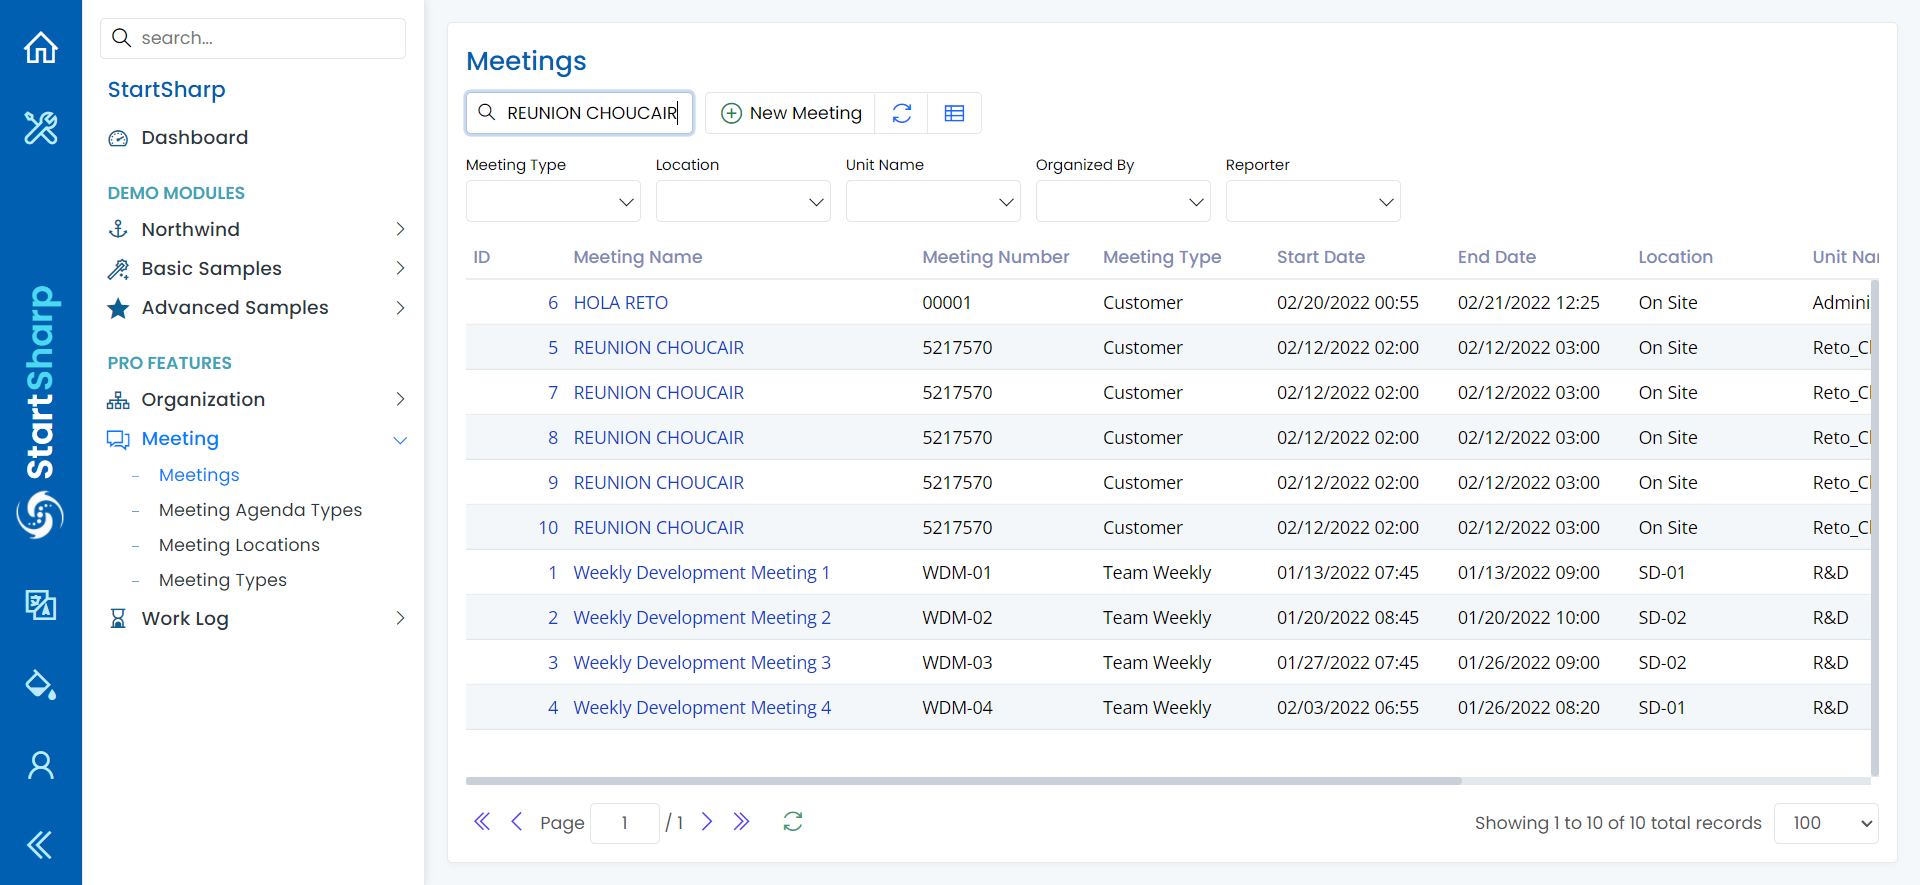 StartSharp
search...
StartSharp
Dashboard
DEMO MODULES
Northwind
Basic Samples
Advanced Samples
PRO FEATURES
Organization
Meeting
- Meetings
- Meeting Agenda Types
- Meeting Locations
- Meeting Types
Work Log
Meetings
REUNION CHOUCAIR
New Meeting
Meeting Type Location Unit Name Organized By Reporter
ID Meeting Name Meeting Number Meeting Type Start Date End Date Location Unit Nar
6 HOLA RETO 00001 Customer 02/20/2022 00:55 02/21/2022 12:25 On Site Admini
5 REUNION CHOUCAIR 5217570 Customer 02/12/2022 02:00 02/12/2022 03:00 On Site Reto_Cl
7 REUNION CHOUCAIR 5217570 Customer 02/12/2022 02:00 02/12/2022 03:00 On Site Reto_Cl
8 REUNION CHOUCAIR 5217570 Customer 02/12/2022 02:00 02/12/2022 03:00 On Site Reto_Cl
9 REUNION CHOUCAIR 5217570 Customer 02/12/2022 02:00 02/12/2022 03:00 On Site Reto_Cl
10 REUNION CHOUCAIR 5217570 Customer 02/12/2022 02:00 02/12/2022 03:00 On Site Reto_Cl
1 Weekly Development Meeting 1 WDM-01 Team Weekly 01/13/2022 07:45 01/13/2022 09:00 SD-01 R&D
2 Weekly Development Meeting 2 WDM-02 Team Weekly 01/20/2022 08:45 01/20/2022 10:00 SD-02 R&D
3 Weekly Development Meeting 3 WDM-03 Team Weekly 01/27/2022 07:45 01/26/2022 09:00 SD-02 R&D
4 Weekly Development Meeting 4 WDM-04 Team Weekly 02/03/2022 06:55 01/26/2022 08:20 SD-01 R&D
Page 1 / 1 Showing 1 to 10 of 10 total records 100